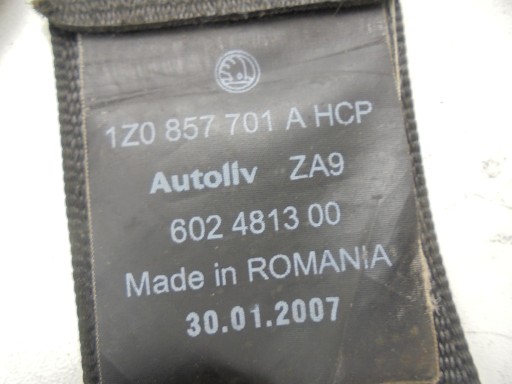 1Z0 857 701 A HCP
Autoliv ZA9
602 4813 00
Made in ROMANIA
30.01.2007